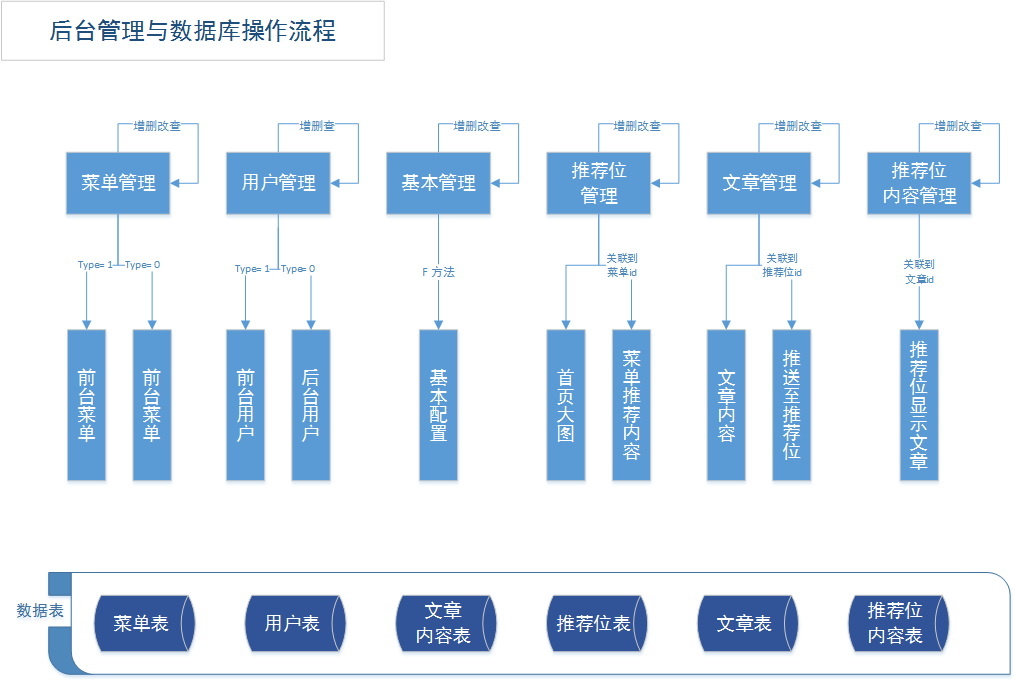 后台管理与数据库操作流程
增删改查
增删查
增删改查
增删改查
增删改查
增删改查
菜单管理
用户管理
基本管理
推荐位
管理
文章管理
推荐位
内容管理
Type= 1
Type= 0
Type= 1
Type= 0
F 方法
关联到
菜单id
关联到
推荐位id
关联到
文章id
前台菜单
前台菜单
前台用户
后台用户
基本配置
首页大图
菜单推荐内容
文章内容
推送至推荐位
推荐位显示文章
数据表
菜单表
用户表
文章
内容表
推荐位表
文章表
推荐位
内容表